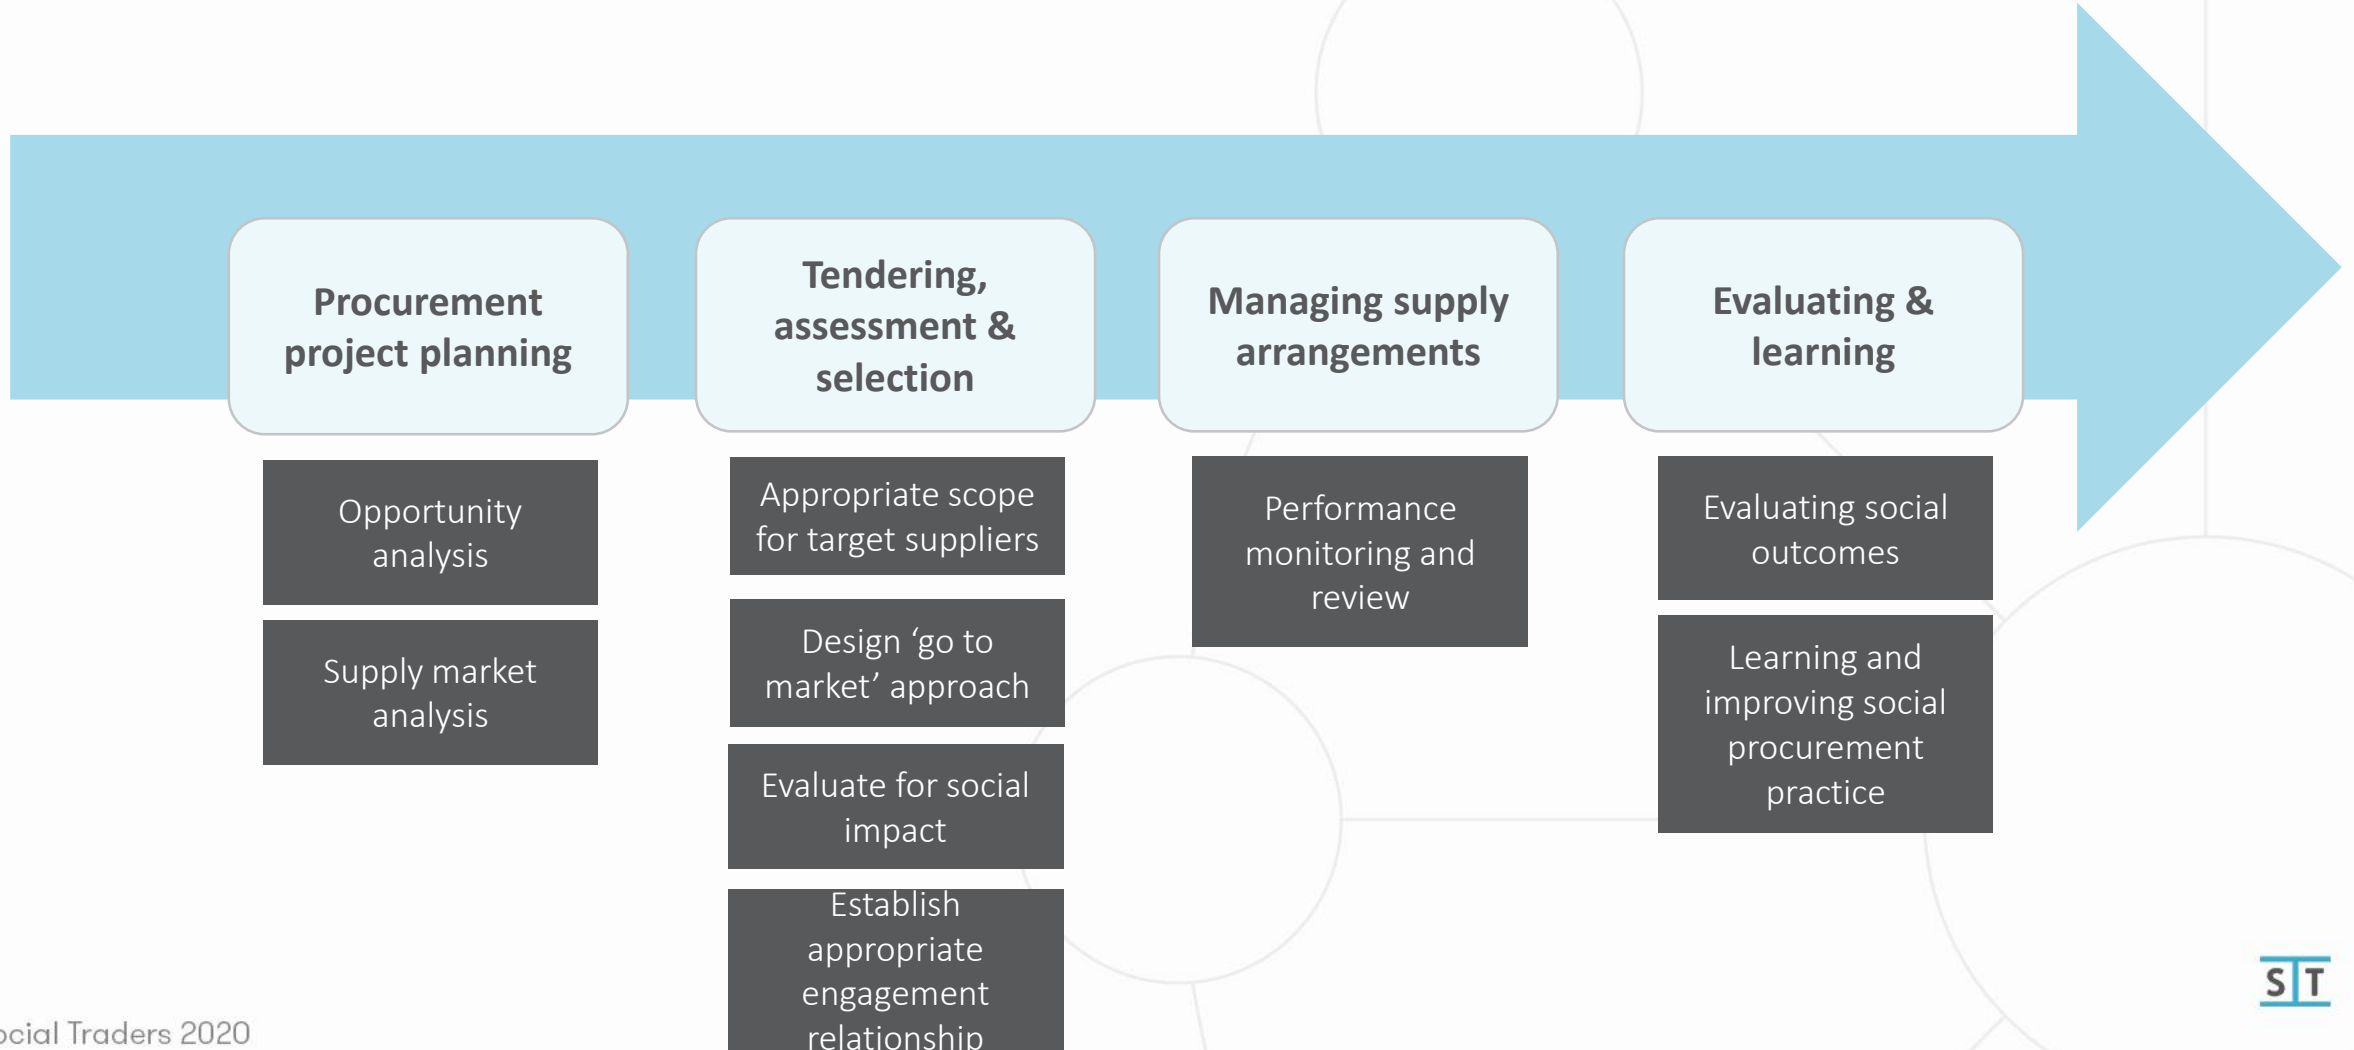 Procurement
project planning
Opportunity
analysis
Supply market
analysis
Tendering,
assessment &
selection
Appropriate scope
for target suppliers
Design ‘go to
market’ approach
Evaluate for social
impact
Establish
appropriate
engagement
relationship
Managing supply
arrangements
Performance
monitoring and
review
Evaluating &
learning
Evaluating social
outcomes
Learning and
improving social
procurement
practice
ocial Traders 2020
S T